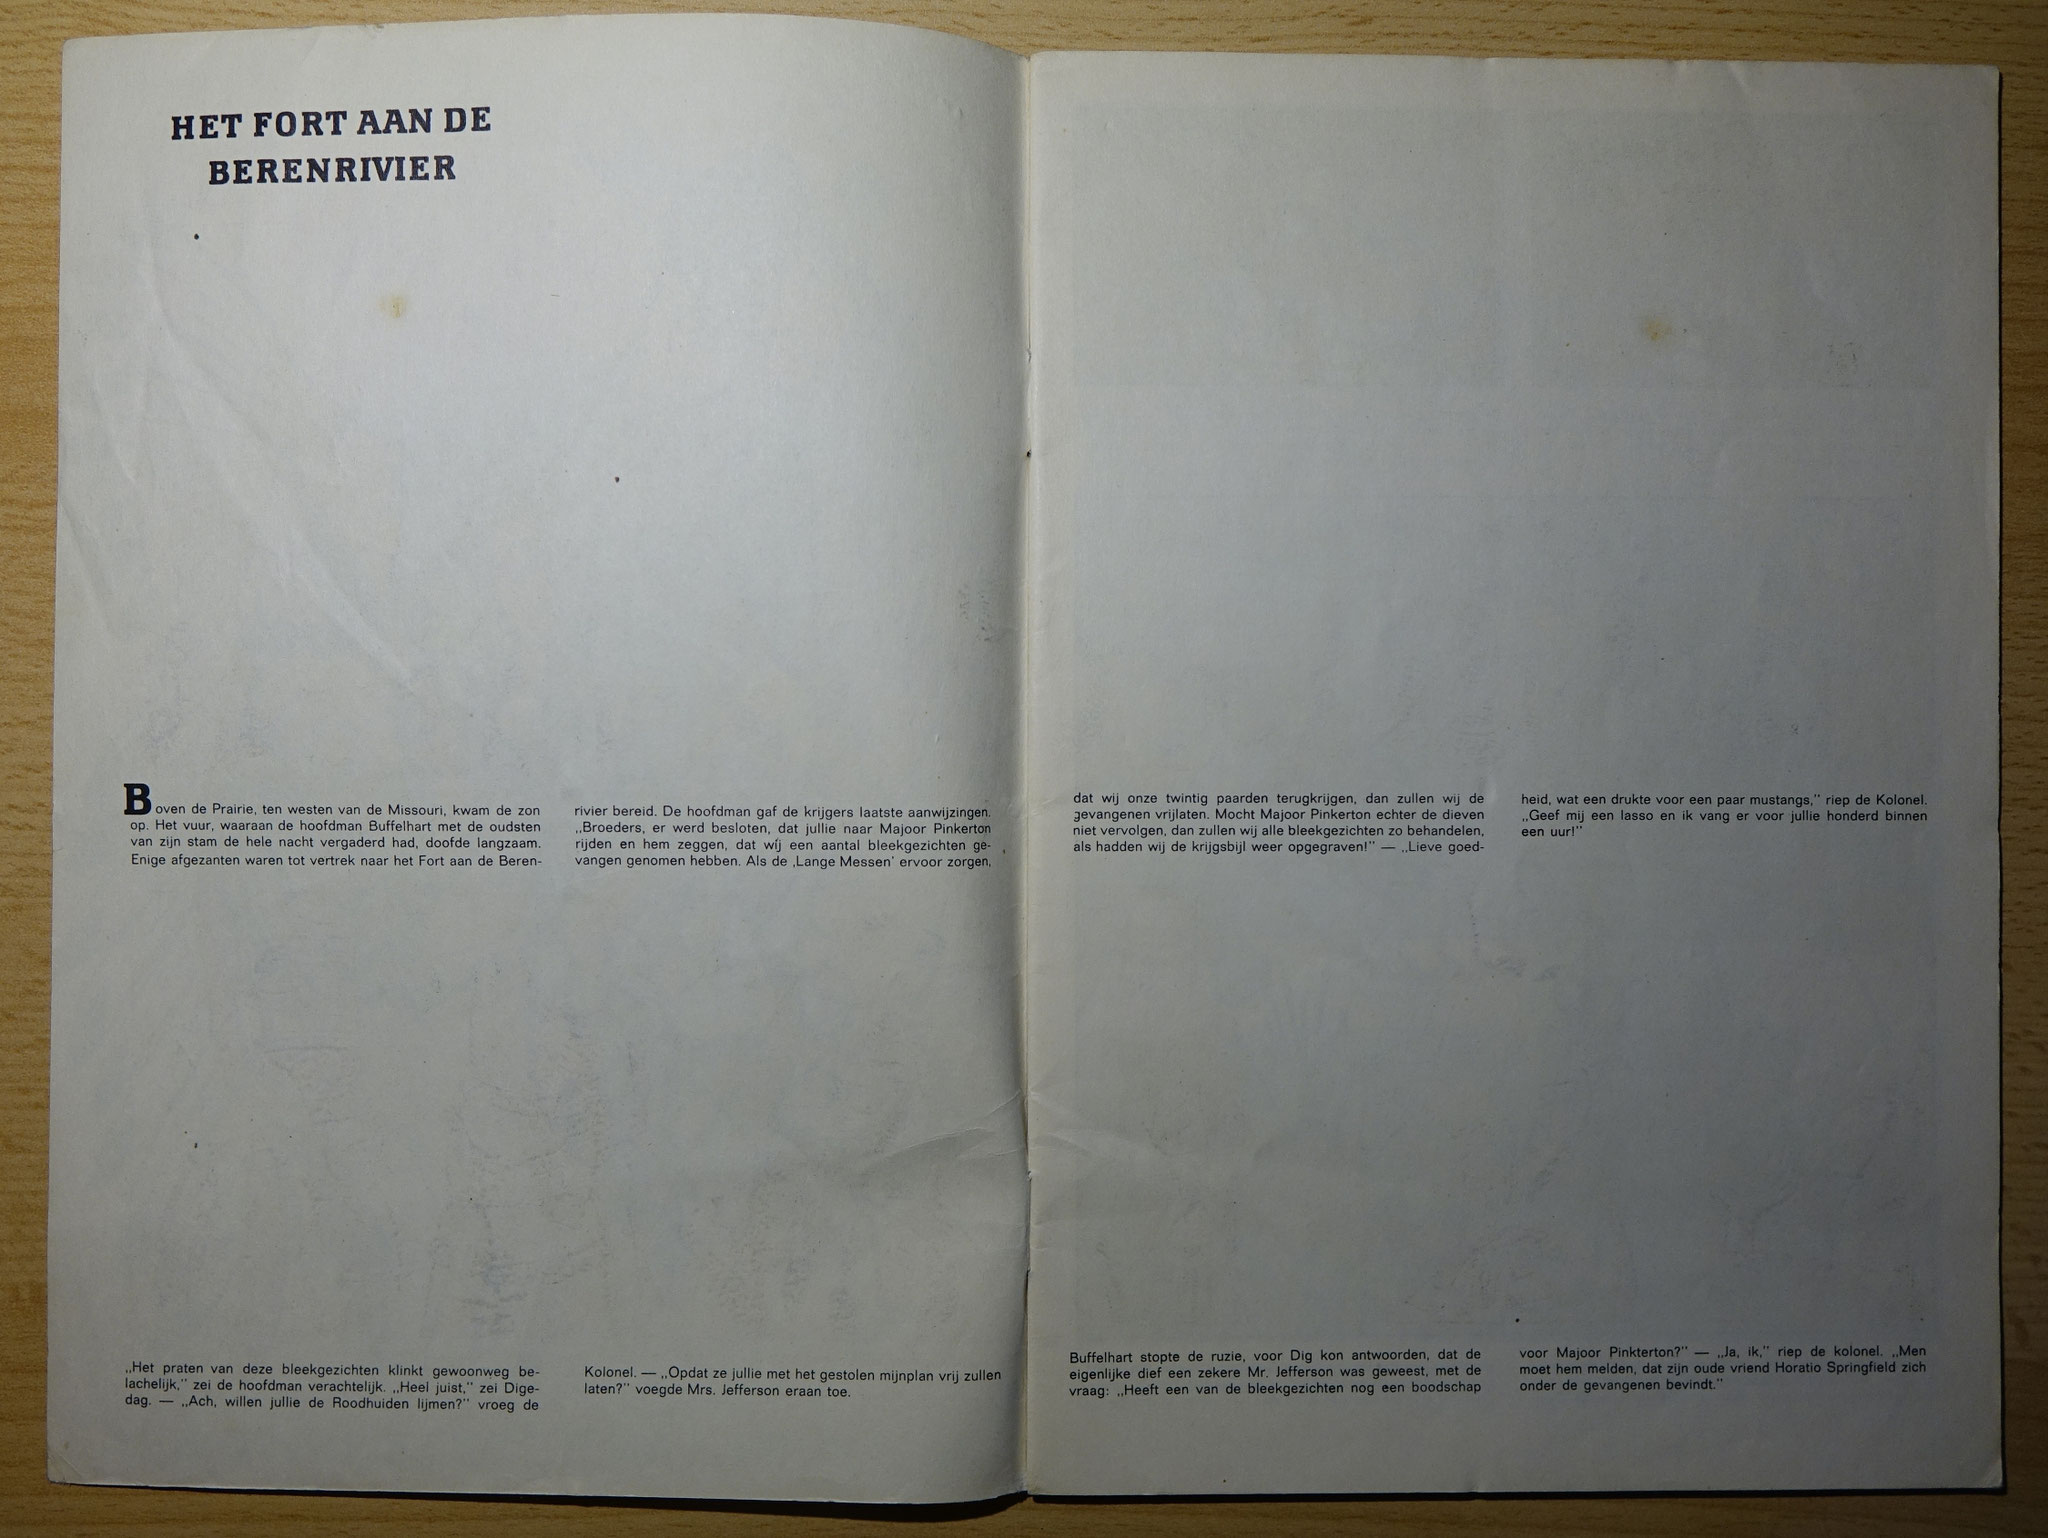 HET FORT AAN DE
BERENRIVIER
Boven de Prairie, ten westen van de Missouri, kwam de zon
op. Het vuur, waaraan de hoofdman Buffelhart met de oudsten
van zijn stam de hele nacht vergaderd had, doofde langzaam.
Enige afgezanten waren tot vertrek naar het Fort aan de Beren-
rivier bereid. De hoofdman gaf de krijgers laatste aanwijzingen.
„Broeders, er werd besloten, dat jullie naar Majoor Pinkerton
rijden en hem zeggen, dat wíj een aantal bleekgezichten ge-
vangen genomen hebben. Als de ‚Lange Messen’ ervoor zorgen,
dat wij onze twintig paarden terugkrijgen, dan zullen wij de
gevangenen vrijlaten. Mocht Majoor Pinkerton echter de dieven
niet vervolgen, dan zullen wij alle bleekgezichten zo behandelen,
als hadden wij de krijgsbijl weer opgegraven!” — „Lieve goed-
heid, wat een drukte voor een paar mustangs,” riep de Kolonel.
„Geef mij een lasso en ik vang er voor jullie honderd binnen
een uur!”
„Het praten van deze bleekgezichten klinkt gewoonweg be-
lachelijk,” zei de hoofdman verachtelijk. „Heel juist,” zei Dige-
dag. — „Ach, willen jullie de Roodhuiden lijmen?” vroeg de
Kolonel. — „Opdat ze jullie met het gestolen mijnplan vrij zullen
laten?” voegde Mrs. Jefferson eraan toe.
Buffelhart stopte de ruzie, voor Dig kon antwoorden, dat de
eigenlijke dief een zekere Mr. Jefferson was geweest, met de
vraag: „Heeft een van de bleekgezichten nog een boodschap
voor Majoor Pinkterton?” — „Ja, ik,” riep de kolonel. „Men
moet hem melden, dat zijn oude vriend Horatio Springfield zich
onder de gevangenen bevindt.”